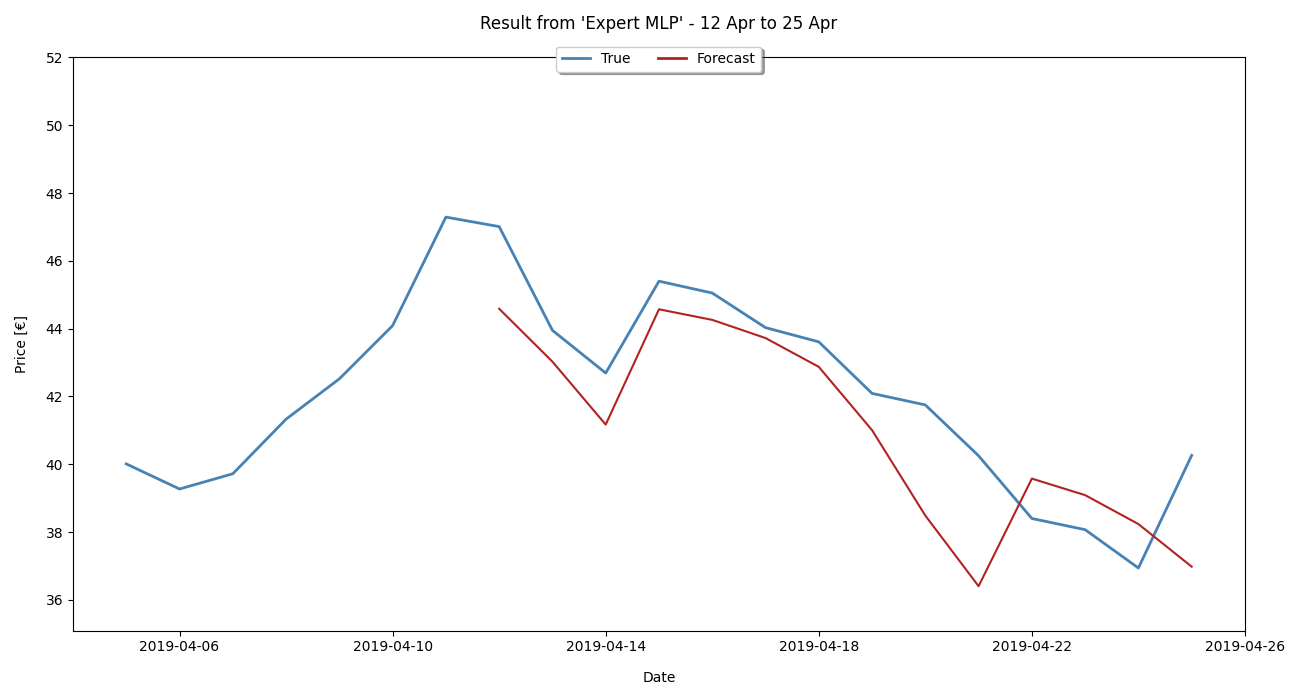 Result from 'Expert MLP' - 12 Apr to 25 Apr
True Forecast
52
50
48
46
44
42
40
38
36
Price [€]
2019-04-06 2019-04-10 2019-04-14 2019-04-18 2019-04-22 2019-04-26
Date